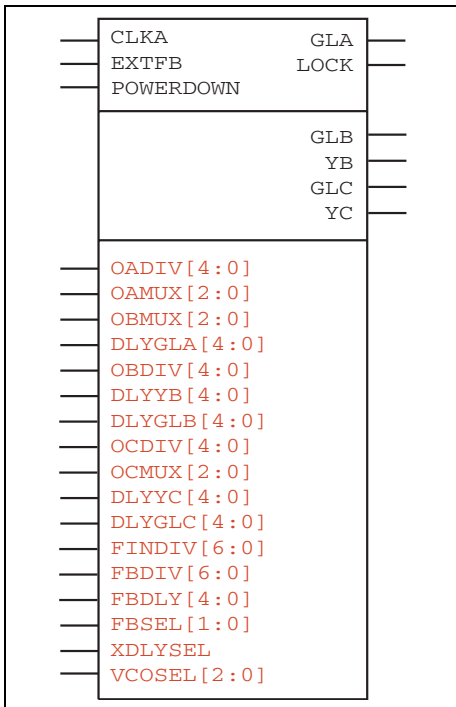 CLKA GLA
EXTFB LOCK
POWERDOWN
GLB
YB
GLC
YC
OADIV[4:0]
OAMUX[2:0]
OBMUX[2:0]
DLYGLA[4:0]
OBDIV[4:0]
DLYYB[4:0]
DLYGLB[4:0]
OCDIV[4:0]
OCMUX[2:0]
DLYYC[4:0]
DLYGLC[4:0]
FINDIV[6:0]
FBDIV[6:0]
FBDLY[4:0]
FBSEL[1:0]
XDLYSEL
VCOSEL[2:0]